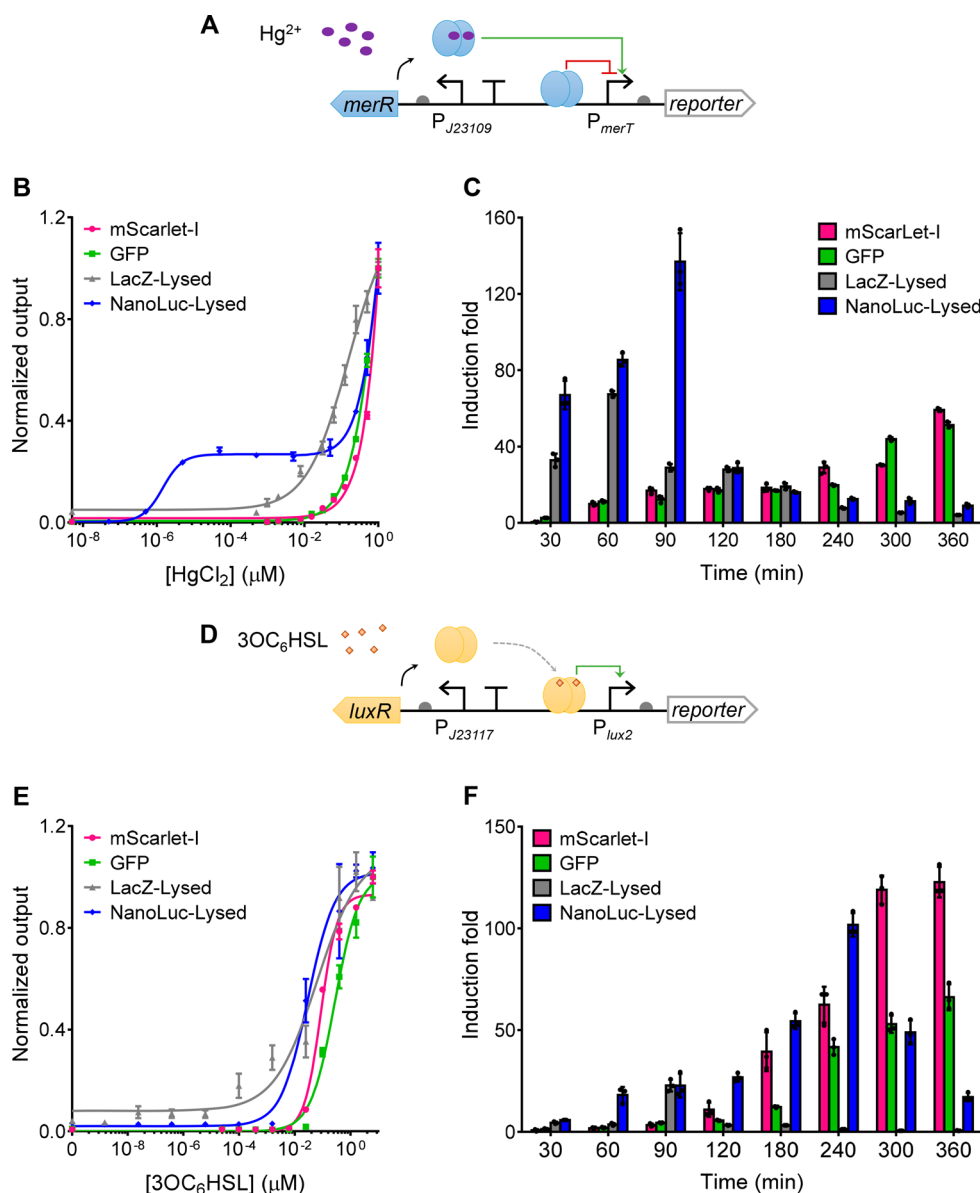 A
Hg2+
merR
PJ23109
PmerT
reporter
B
1.2
0.8
0.4
0.0
Normalized output
mScarlet-I
GFP
LacZ-Lysed
NanoLuc-Lysed
10-8
10-6
10-4
10-2
100
[HgCl2] (μM)
C
160
120
80
40
0
Induction fold
mScarLet-I
GFP
LacZ-Lysed
NanoLuc-Lysed
30
60
90
120
180
240
300
360
Time (min)
D
3OC6HSL
luxR
PJ23117
Plux2
reporter
E
1.2
0.8
0.4
0.0
Normalized output
mScarlet-I
GFP
LacZ-Lysed
NanoLuc-Lysed
0
10-8
10-6
10-4
10-2
100
[3OC6HSL] (μM)
F
150
100
50
0
Induction fold
mScarlet-I
GFP
LacZ-Lysed
NanoLuc-Lysed
30
60
90
120
180
240
300
360
Time (min)